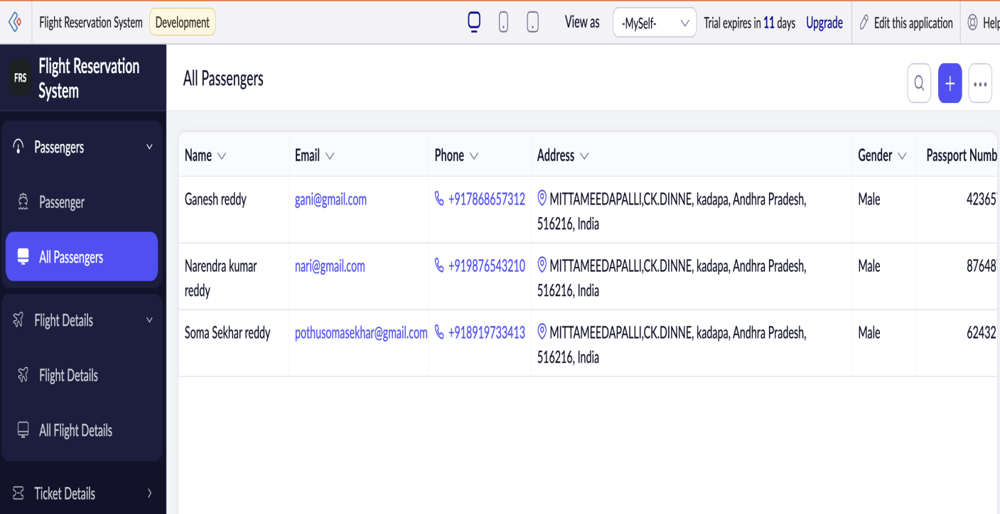 Flight Reservation System Development View as -MySelf- Trial expires in 11 days Upgrade Edit this application Help
FRS Flight Reservation System
Passengers
Passenger
All Passengers
Flight Details
Flight Details
All Flight Details
Ticket Details
All Passengers
Name Email Phone Address Gender Passport Numb
Ganesh reddy gani@gmail.com +917868657312 MITTAMEEDAPALLI,CK.DINNE, kadapa, Andhra Pradesh,
516216, India Male 42365
Narendra kumar
reddy nari@gmail.com +919876543210 MITTAMEEDAPALLI,CK.DINNE, kadapa, Andhra Pradesh,
516216, India Male 87648
Soma Sekhar reddy pothusomasekhar@gmail.com +918919733413 MITTAMEEDAPALLI,CK.DINNE, kadapa, Andhra Pradesh,
516216, India Male 62432